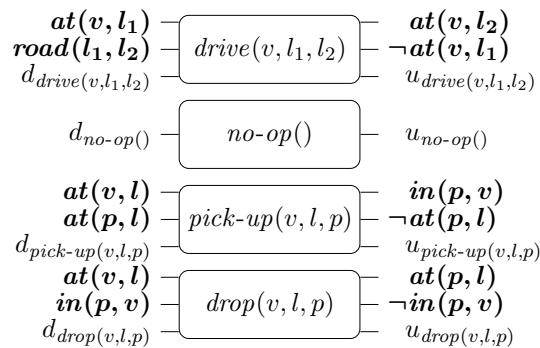 at(v, l₁) at(v, l₂)
road(l₁, l₂) drive(v, l₁, l₂) ¬at(v, l₁)
d_drive(v,l₁,l₂) u_drive(v,l₁,l₂)
d_no-op() no-op() u_no-op()
at(v, l) in(p, v)
at(p, l) pick-up(v, l, p) ¬at(p, l)
d_pick-up(v,l,p) u_pick-up(v,l,p)
at(v, l) at(p, l)
in(p, v) drop(v, l, p) ¬in(p, v)
d_drop(v,l,p) u_drop(v,l,p)